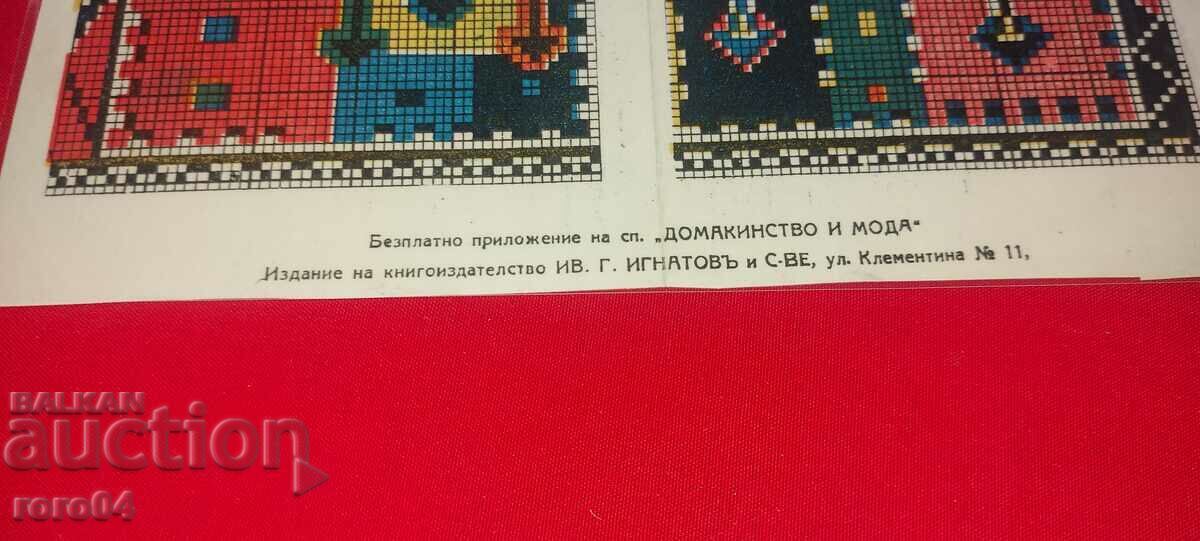 Безплатно приложение на сп. „ДОМАКИНСТВО И МОДА“
Издание на книгоиздателство ИВ. Г. ИГНАТОВЪ и С-ВЕ, ул. Клементина № 11,
BALKAN
auction
roro04